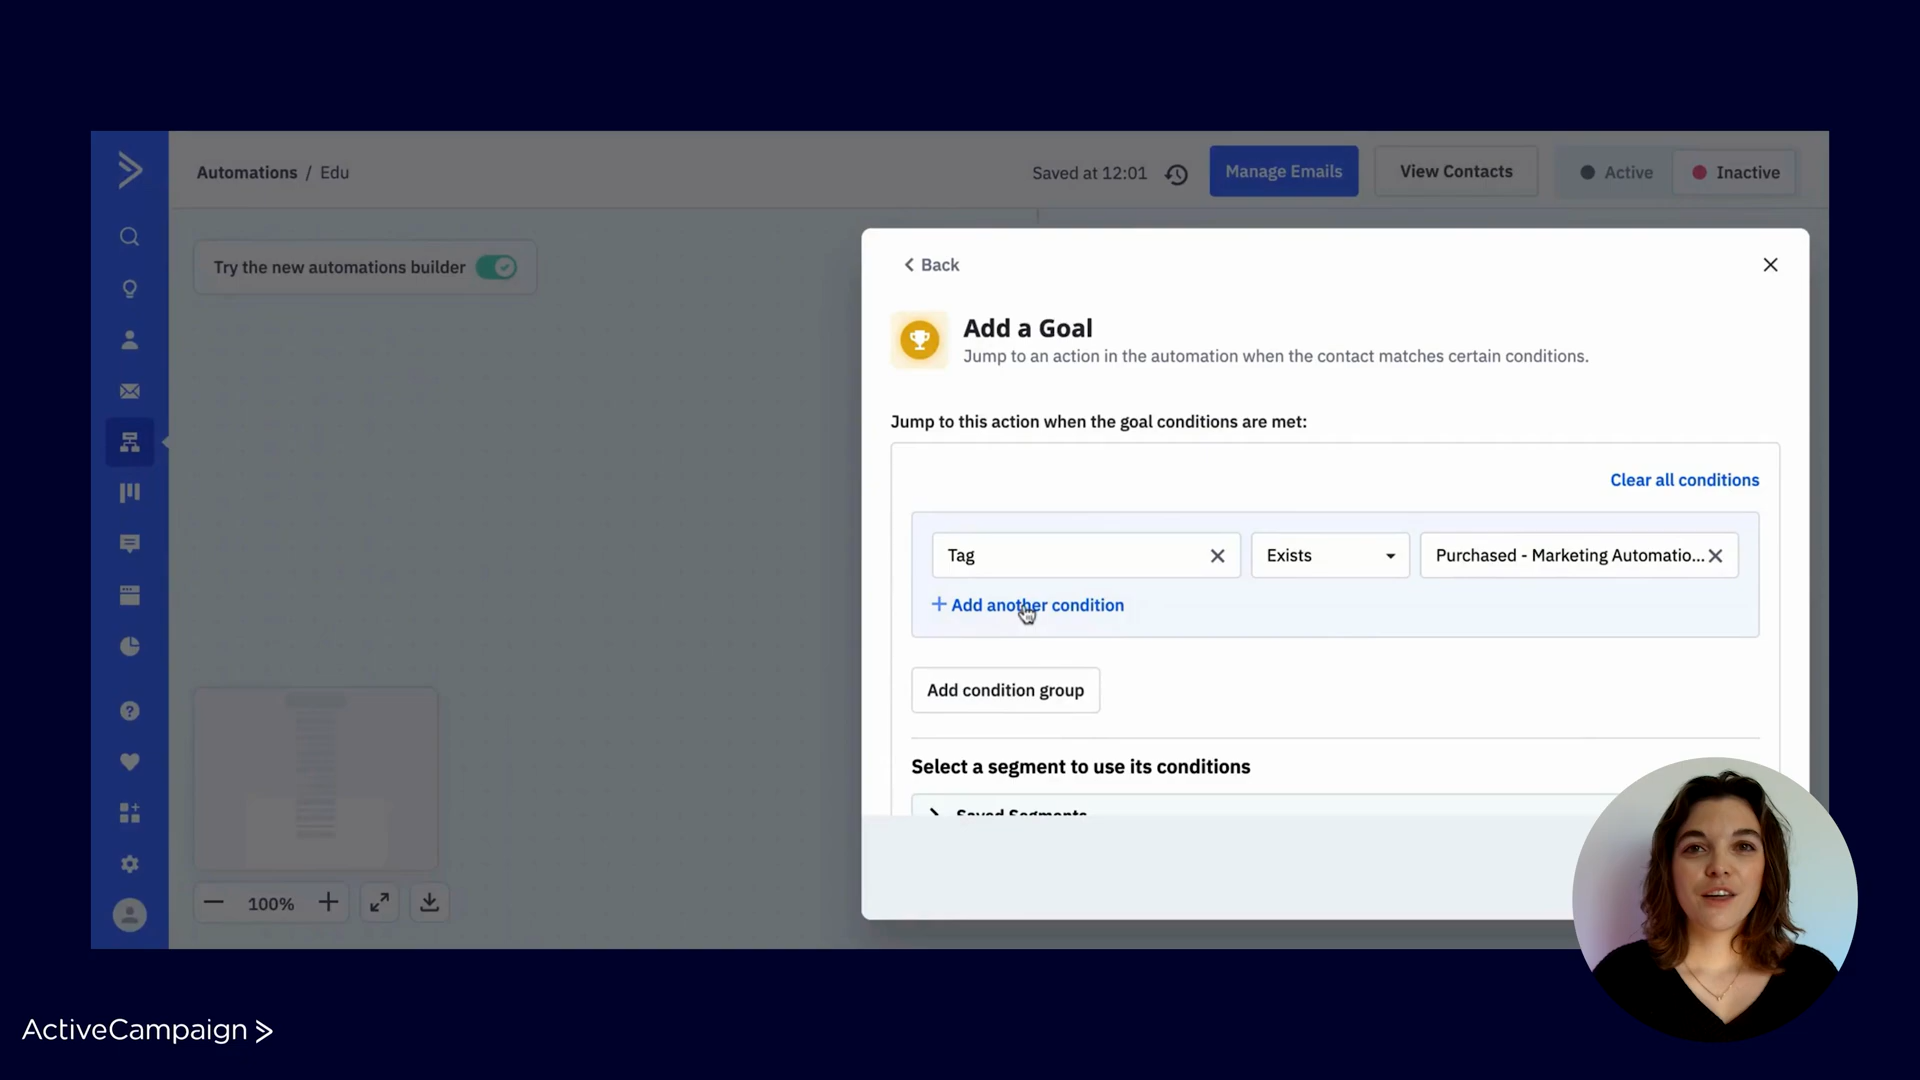 Automations / Edu
Saved at 12:01
Manage Emails
View Contacts
Active
Inactive
Try the new automations builder
Back
Add a Goal
Jump to an action in the automation when the contact matches certain conditions.
Jump to this action when the goal conditions are met:
Clear all conditions
Tag
Exists
Purchased - Marketing Automatio...
+ Add another condition
Add condition group
Select a segment to use its conditions
Saved Segments
100%
ActiveCampaign